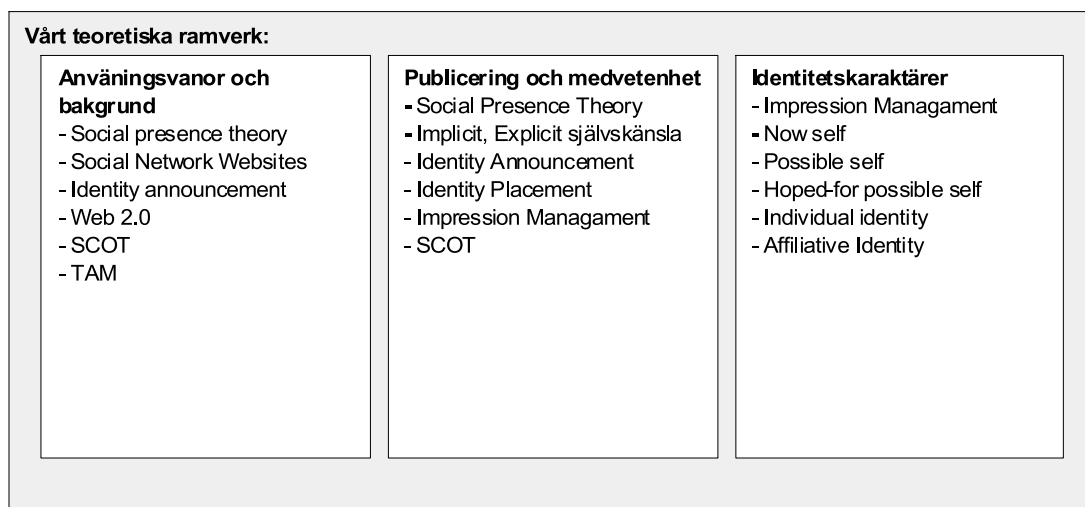 Vårt teoretiska ramverk:
Använingsvanor och
bakgrund
- Social presence theory
- Social Network Websites
- Identity announcement
- Web 2.0
- SCOT
- TAM
Publicering och medvetenhet
- Social Presence Theory
- Implicit, Explicit självskänsla
- Identity Announcement
- Identity Placement
- Impression Managament
- SCOT
Identitetskaraktärer
- Impression Managament
- Now self
- Possible self
- Hoped-for possible self
- Individual identity
- Affiliative Identity